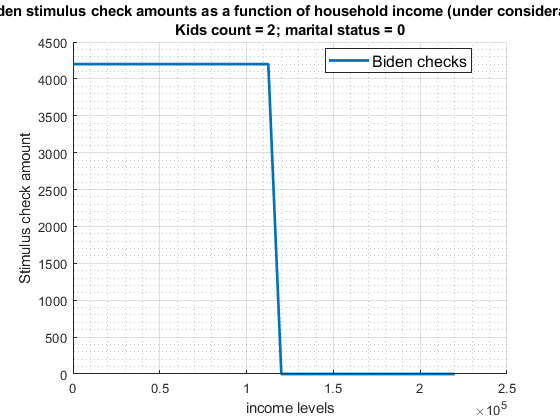 den stimulus check amounts as a function of household income (under considera
Kids count = 2; marital status = 0
Biden checks
4500
4000
3500
3000
2500
2000
1500
1000
500
0
Stimulus check amount
0 0.5 1 1.5 2 2.5
×10^5
income levels